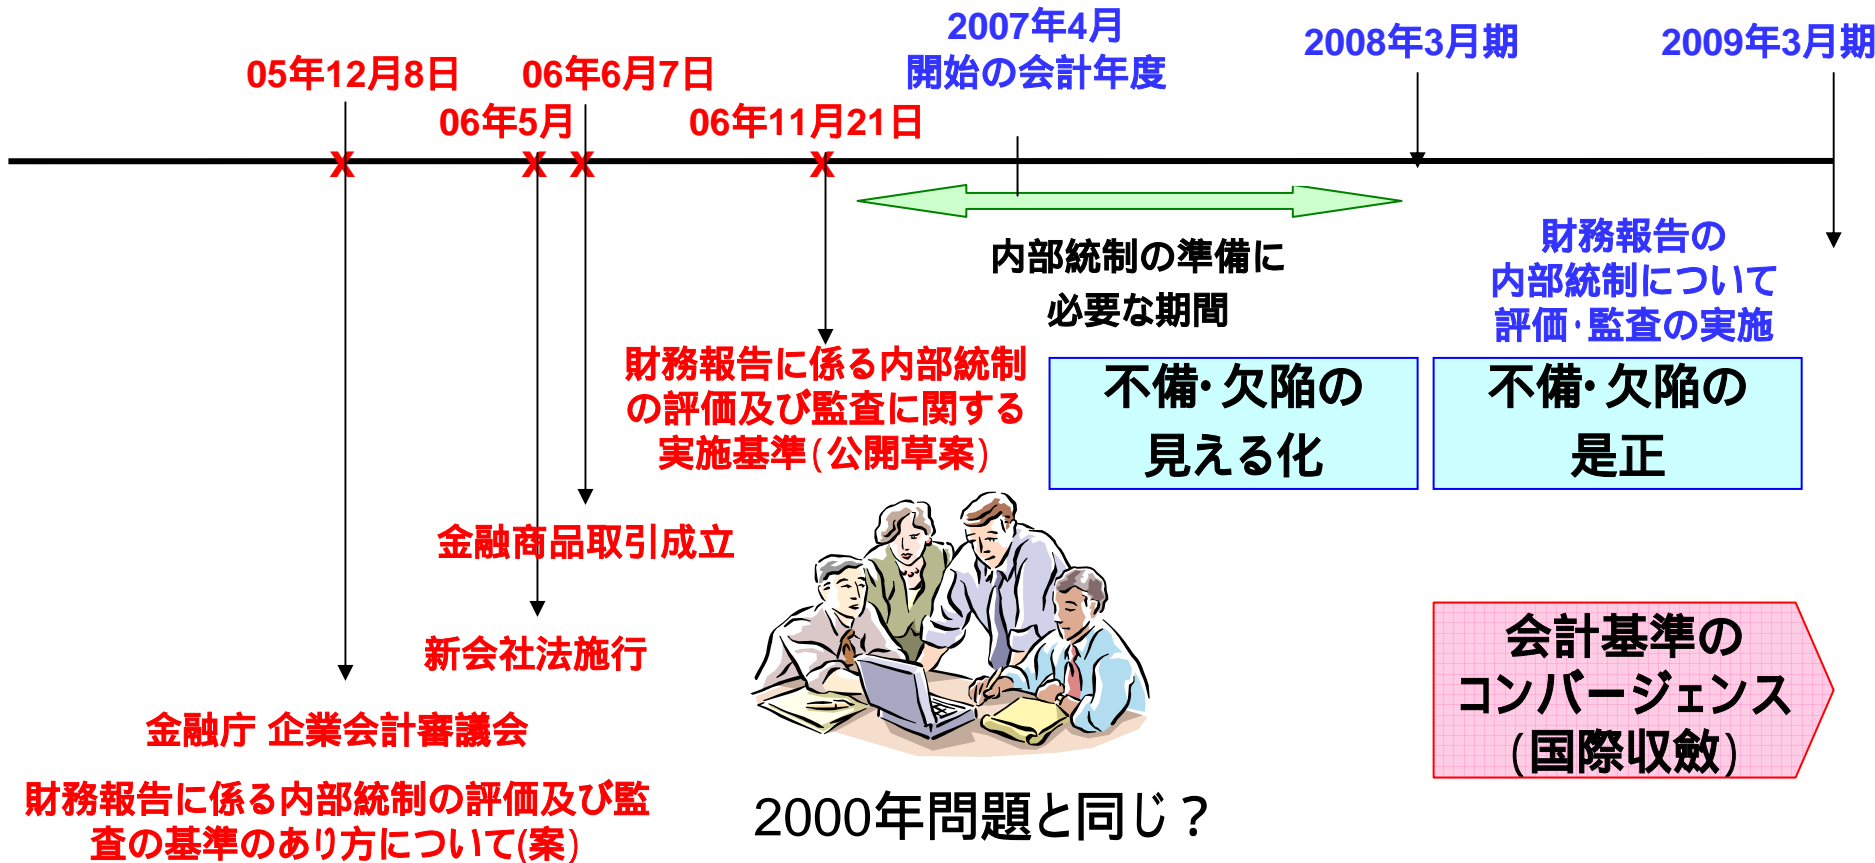 2007年4月
開始の会計年度
2008年3月期
2009年3月期
05年12月8日
06年6月7日
06年5月
06年11月21日
x
x
x
x
内部統制の準備に
必要な期間
財務報告の
内部統制について
評価・監査の実施
財務報告に係る内部統制
の評価及び監査に関する
実施基準(公開草案)
不備・欠陥の
見える化
不備・欠陥の
是正
金融商品取引成立
新会社法施行
会計基準の
コンバージェンス
(国際収斂)
金融庁 企業会計審議会
財務報告に係る内部統制の評価及び監
査の基準のあり方について(案)
2000年問題と同じ？